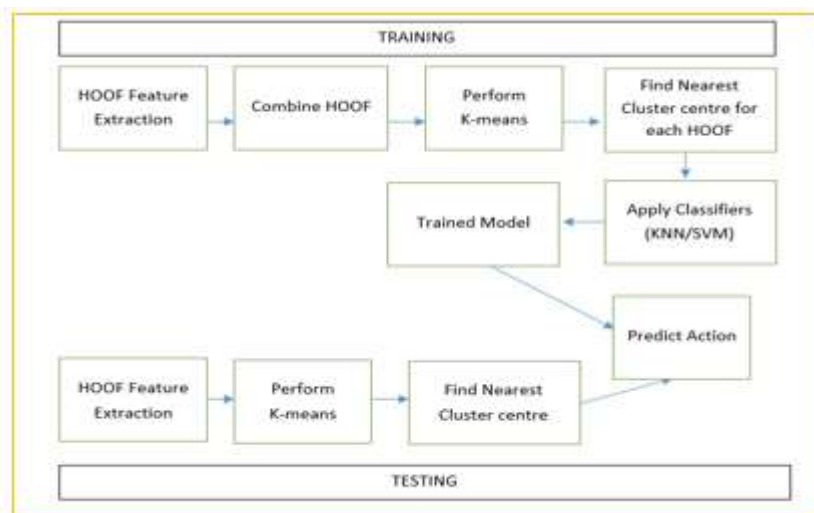 TRAINING
HOOF Feature
Extraction
Combine HOOF
Perform
K-means
Find Nearest
Cluster centre for
each HOOF
Trained Model
Apply Classifiers
(KNN/SVM)
Predict Action
HOOF Feature
Extraction
Perform
K-means
Find Nearest
Cluster centre
TESTING